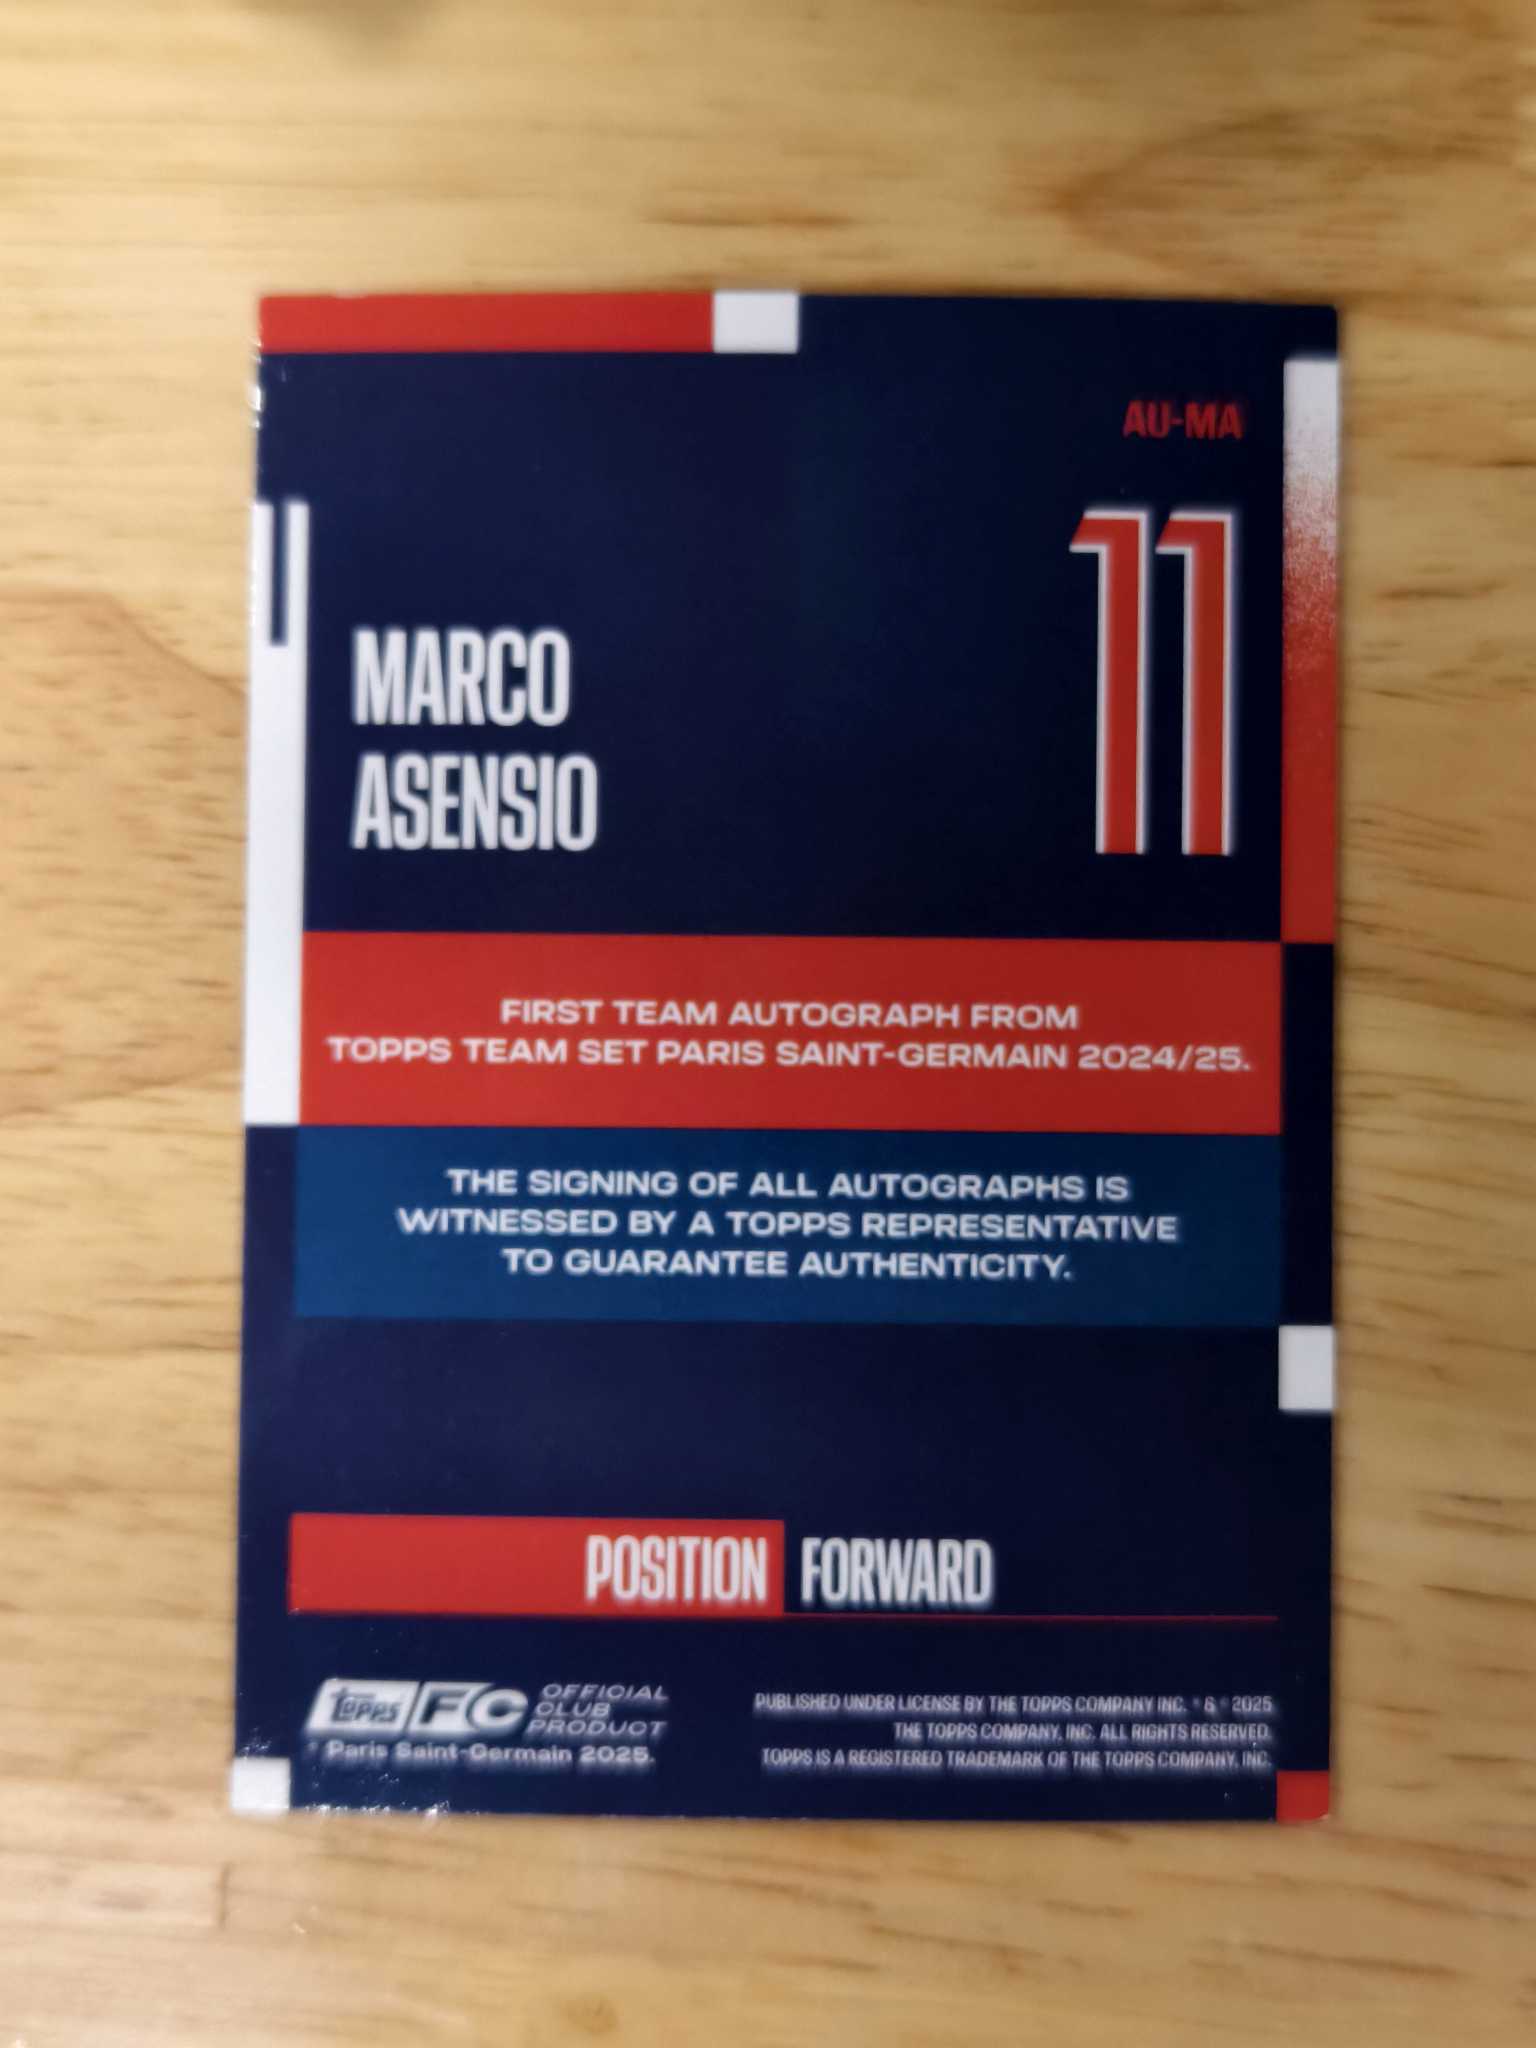 AU-MA
11
MARCO
ASENSIO
FIRST TEAM AUTOGRAPH FROM
TOPPS TEAM SET PARIS SAINT-GERMAIN 2024/25.
THE SIGNING OF ALL AUTOGRAPHS IS
WITNESSED BY A TOPPS REPRESENTATIVE
TO GUARANTEE AUTHENTICITY.
POSITION FORWARD
TOPPS FC
OFFICIAL
CLUB
PRODUCT
Paris Saint-Germain 2025.
PUBLISHED UNDER LICENSE BY THE TOPPS COMPANY INC. ® & © 2025
THE TOPPS COMPANY, INC. ALL RIGHTS RESERVED.
TOPPS IS A REGISTERED TRADEMARK OF THE TOPPS COMPANY, INC.